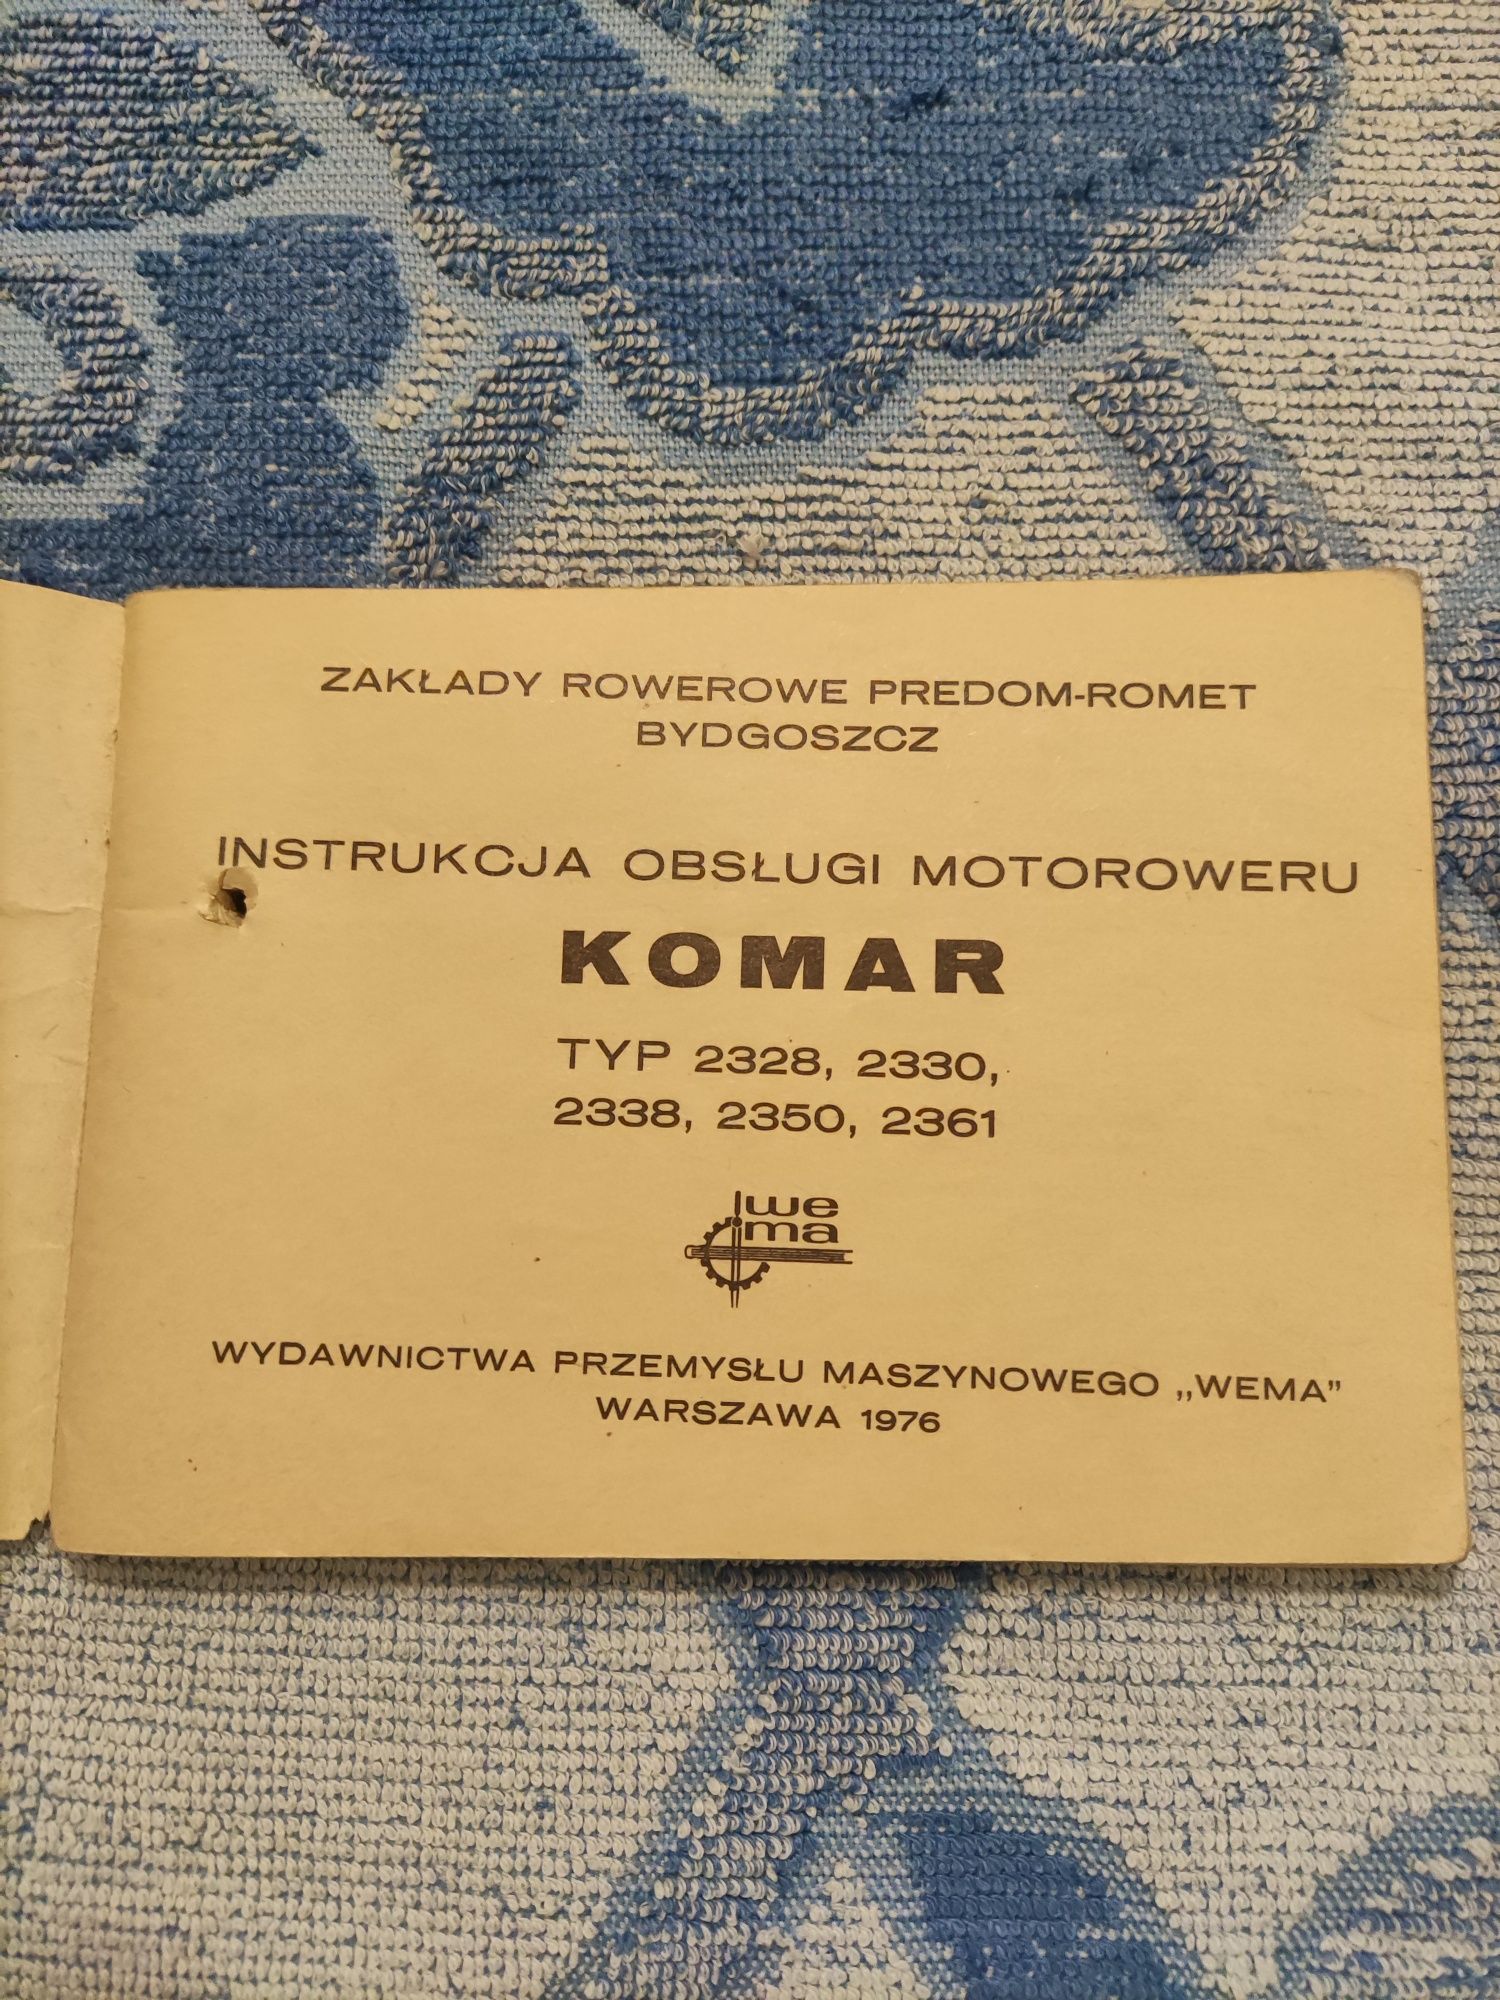 ZAKŁADY ROWEROWE PREDOM-ROMET
BYDGOSZCZ
INSTRUKCJA OBSŁUGI MOTOROWERU
KOMAR
TYP 2328, 2330,
2338, 2350, 2361
we
ma
WYDAWNICTWA PRZEMYSŁU MASZYNOWEGO „WEMA”
WARSZAWA 1976